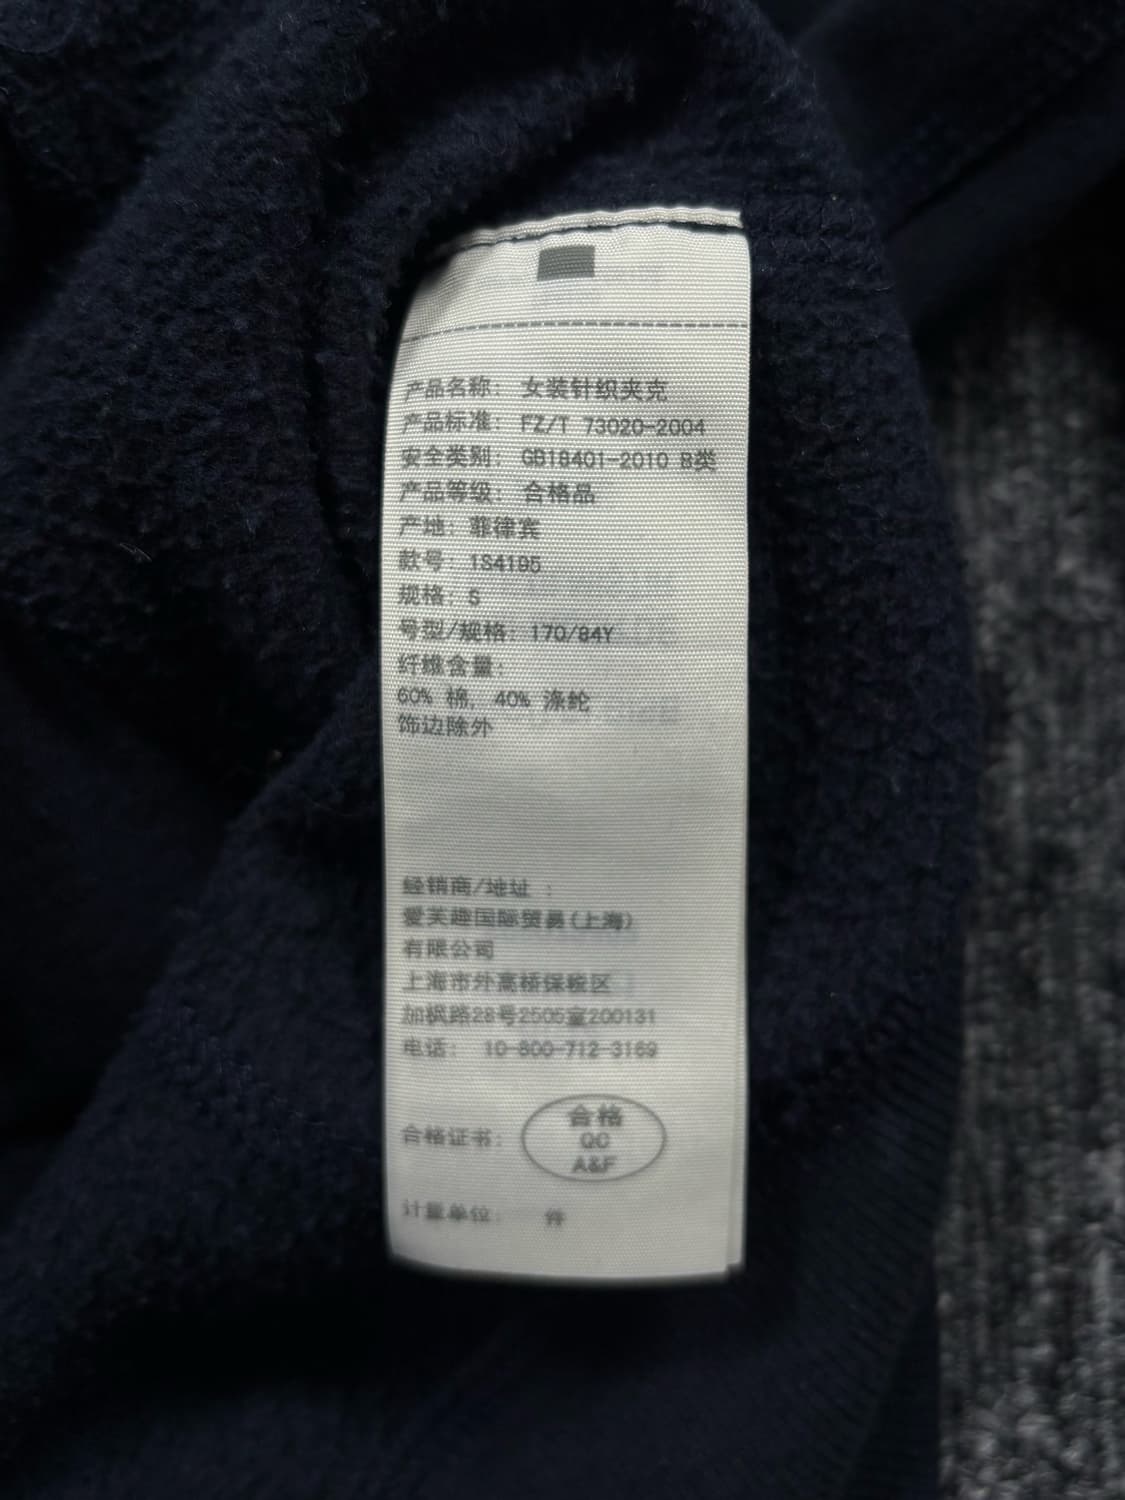 产品名称: 女装针织夹克
产品标准: FZ/T 73020-2004
安全类别: GB18401-2010 B类
产品等级: 合格品
产地: 菲律宾
款号: 1S4195
规格: S
号型/规格: 170/84Y
纤维含量:
60% 棉, 40% 涤纶
饰边除外
经销商/地址 :
爱芙趣国际贸易(上海)
有限公司
上海市外高桥保税区
加枫路28号2505室200131
电话: 10-800-712-3169
合格证书:
合格
QC
A&F
计量单位: 件